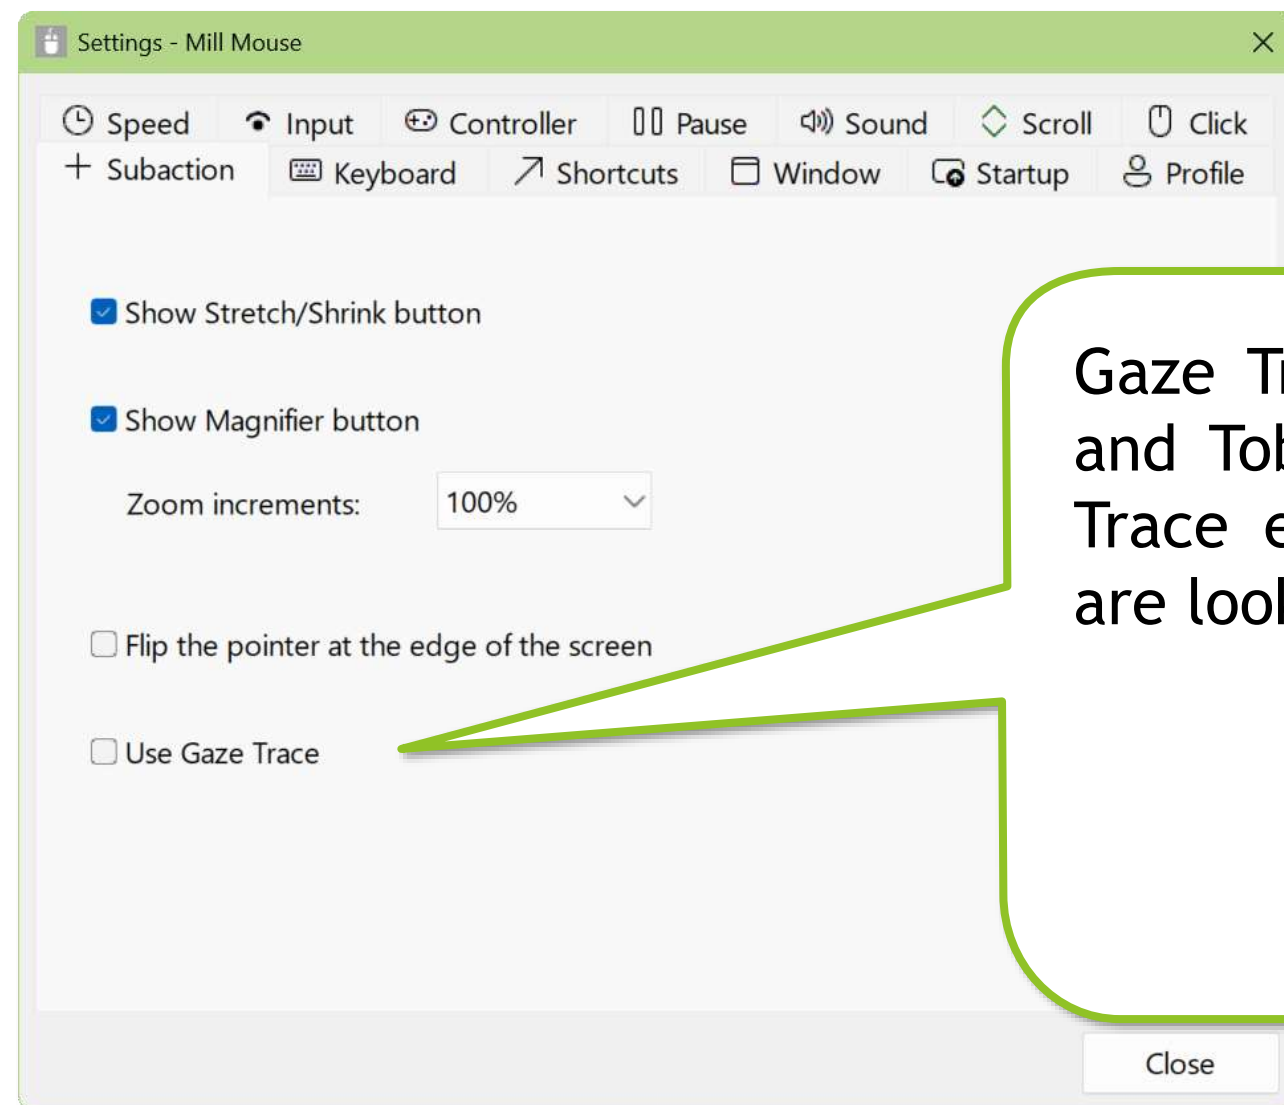 Settings - Mill Mouse
Speed Input Controller Pause Sound Scroll Click
Subaction Keyboard Shortcuts Window Startup Profile
Show Stretch/Shrink button
Show Magnifier button
Zoom increments: 100%
Flip the pointer at the edge of the screen
Use Gaze Trace
Gaze
and
Trace
are
Close